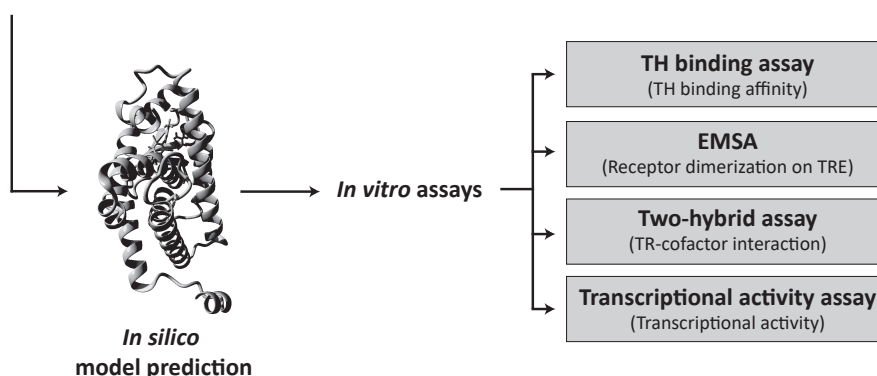 TH binding assay
(TH binding affinity)
EMSA
(Receptor dimerization on TRE)
In vitro assays
Two-hybrid assay
(TR-cofactor interaction)
Transcriptional activity assay
(Transcriptional activity)
In silico
model prediction